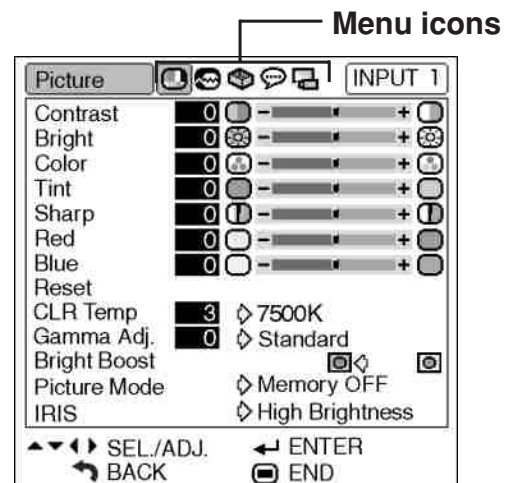 Menu icons
Picture INPUT 1
Contrast 0 - +
Bright 0 - +
Color 0 - +
Tint 0 - +
Sharp 0 - +
Red 0 - +
Blue 0 - +
Reset
CLR Temp 3 7500K
Gamma Adj. 0 Standard
Bright Boost
Picture Mode Memory OFF
IRIS High Brightness
SEL./ADJ. ENTER
BACK END